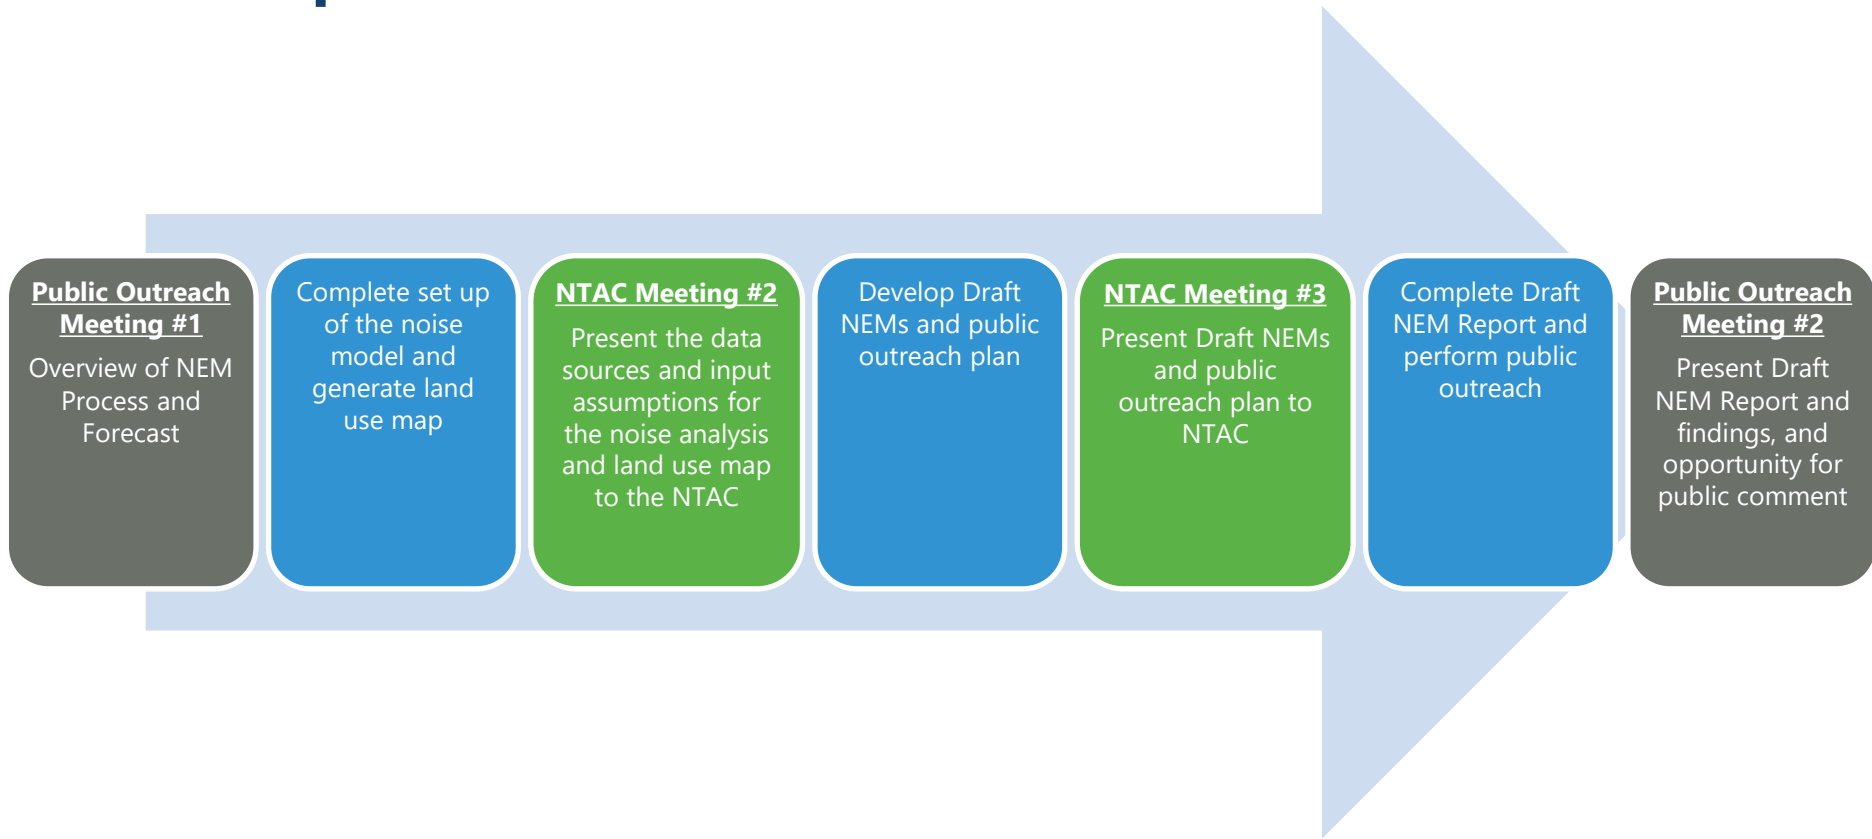 Public Outreach
Meeting #1
Overview of NEM
Process and
Forecast
Complete set up
of the noise
model and
generate land
use map
NTAC Meeting #2
Present the data
sources and input
assumptions for
the noise analysis
and land use map
to the NTAC
Develop Draft
NEMs and public
outreach plan
NTAC Meeting #3
Present Draft NEMs
and public
outreach plan to
NTAC
Complete Draft
NEM Report and
perform public
outreach
Public Outreach
Meeting #2
Present Draft
NEM Report and
findings, and
opportunity for
public comment